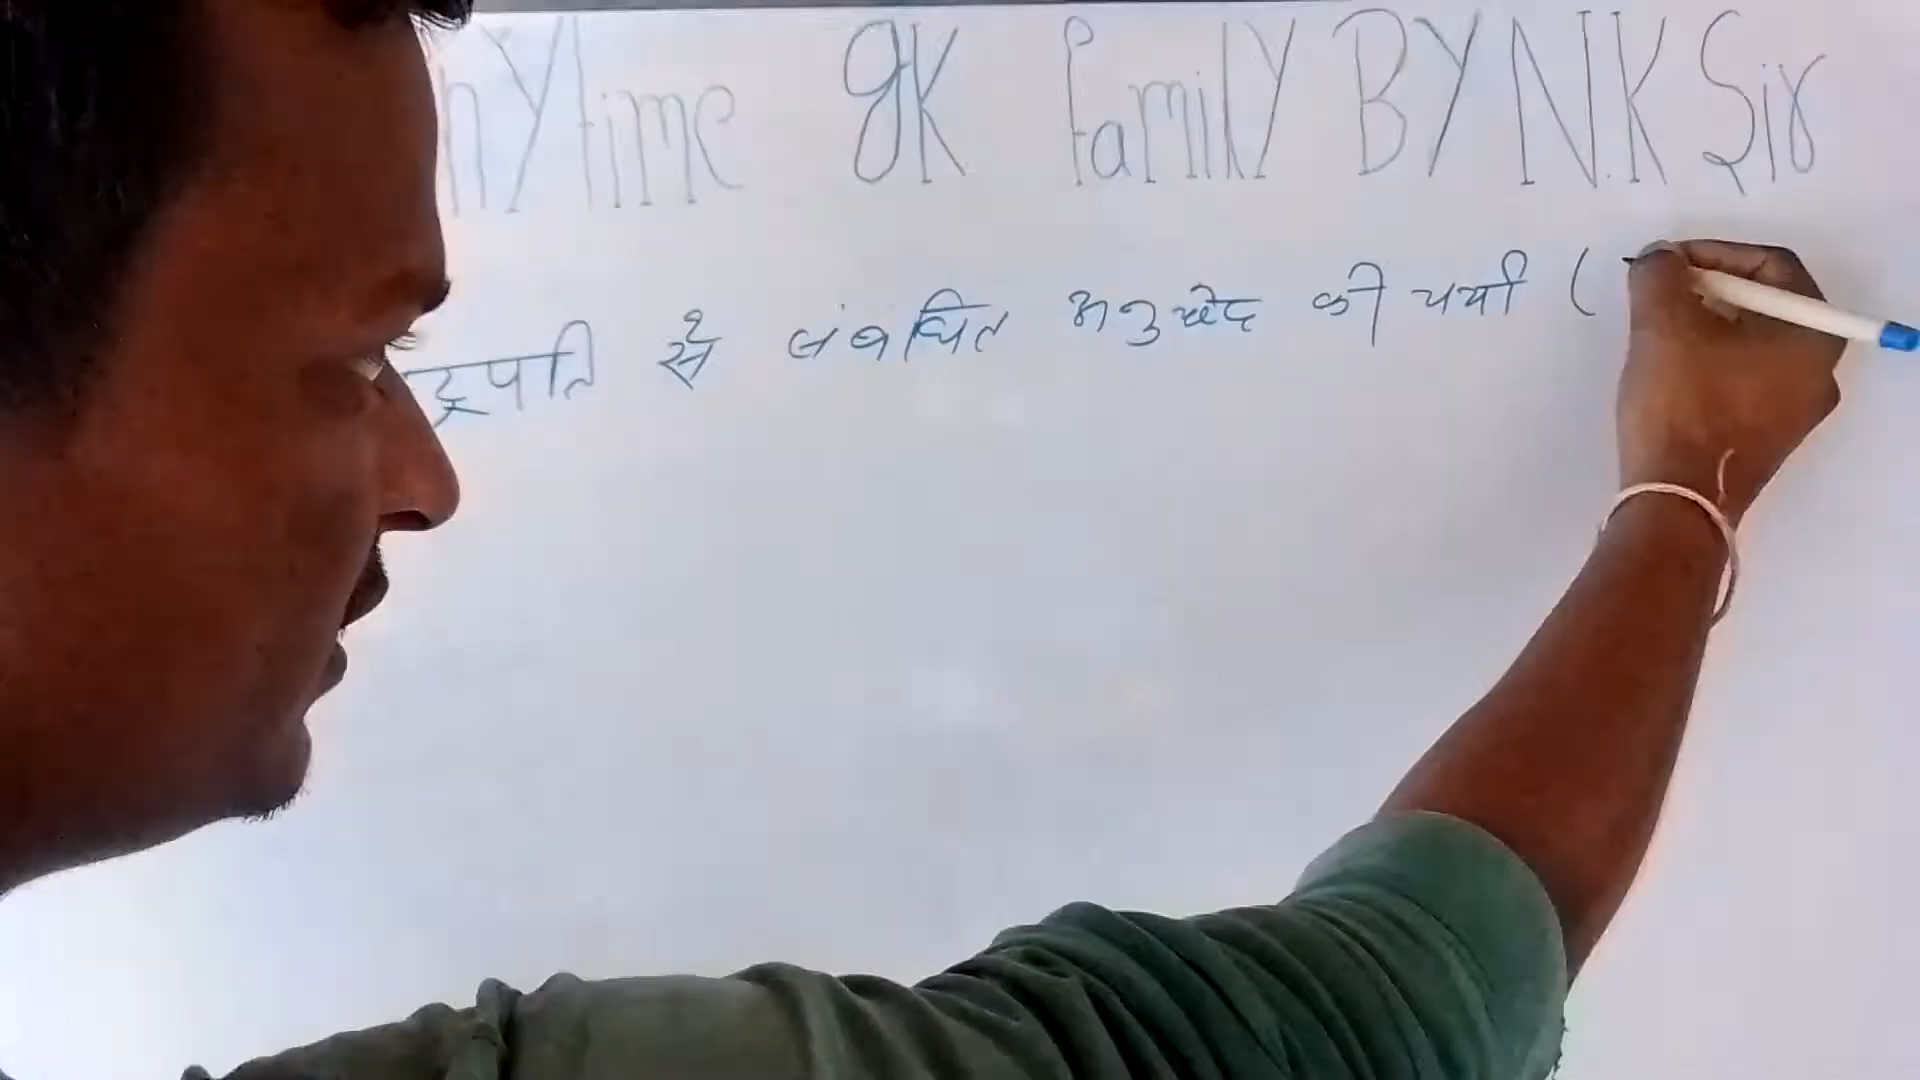 nYtime gK Family BY N.K Sir
ट्रपति से संबंधित अनुच्छेद की चर्चा (